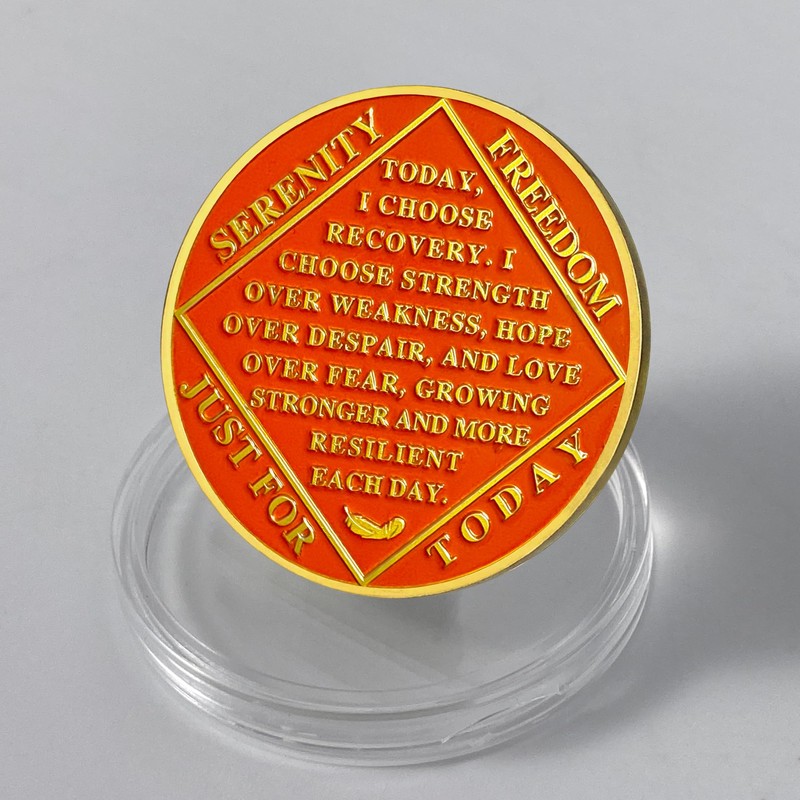 SERENITY
FREEDOM
TODAY,
I CHOOSE
RECOVERY. I
CHOOSE STRENGTH
OVER WEAKNESS, HOPE
OVER DESPAIR, AND LOVE
OVER FEAR, GROWING
STRONGER AND MORE
RESILIENT
EACH DAY.
JUST FOR
TODAY